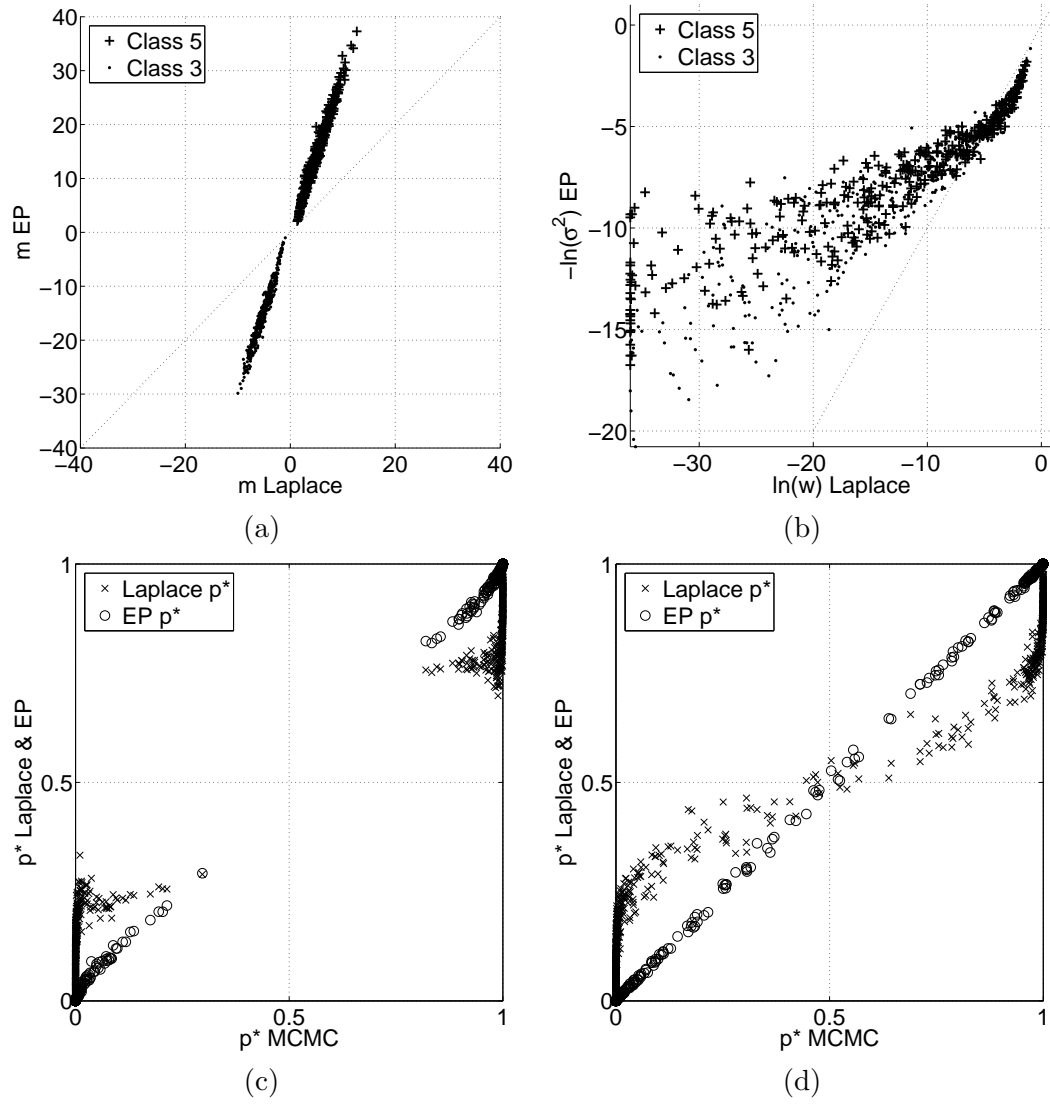 40
30
20
10
0
−10
−20
−30
−40
−40
−20
0
20
40
m EP
m Laplace
+ Class 5
· Class 3
(a)
0
−5
−10
−15
−20
−30
−20
−10
0
−ln(σ²) EP
ln(w) Laplace
+ Class 5
· Class 3
(b)
1
0.5
0
0
0.5
1
p* Laplace & EP
p* MCMC
× Laplace p*
○ EP p*
(c)
1
0.5
0
0
0.5
1
p* Laplace & EP
p* MCMC
× Laplace p*
○ EP p*
(d)